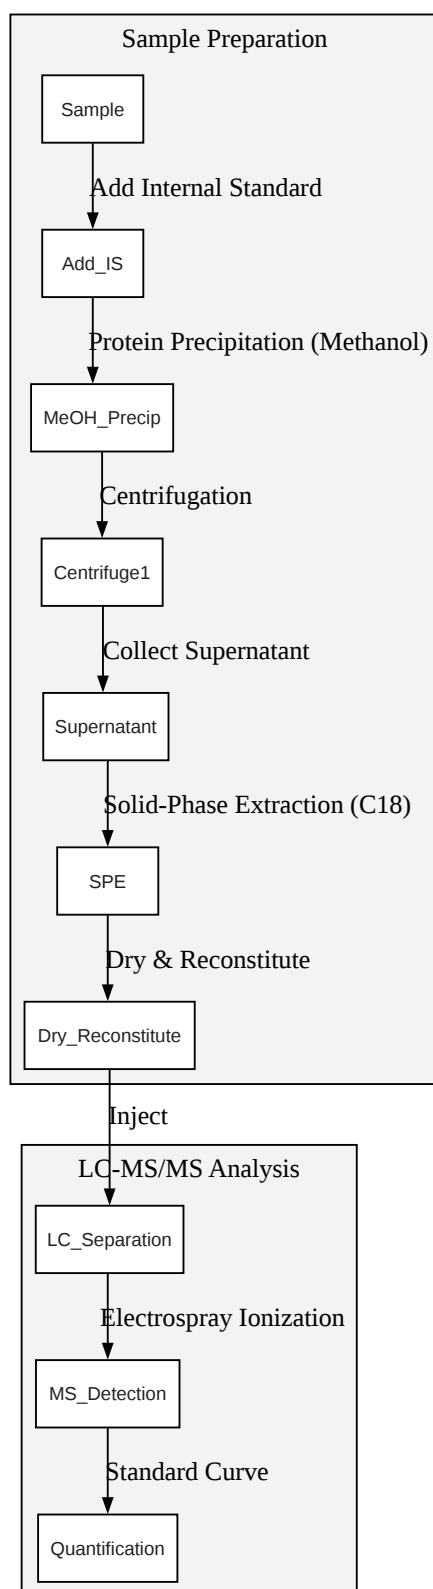 Sample Preparation
Sample
Add Internal Standard
Add_IS
Protein Precipitation (Methanol)
MeOH_Precip
Centrifugation
Centrifuge1
Collect Supernatant
Supernatant
Solid-Phase Extraction (C18)
SPE
Dry & Reconstitute
Dry_Reconstitute
Inject
LC-MS/MS Analysis
LC_Separation
Electrospray Ionization
MS_Detection
Standard Curve
Quantification